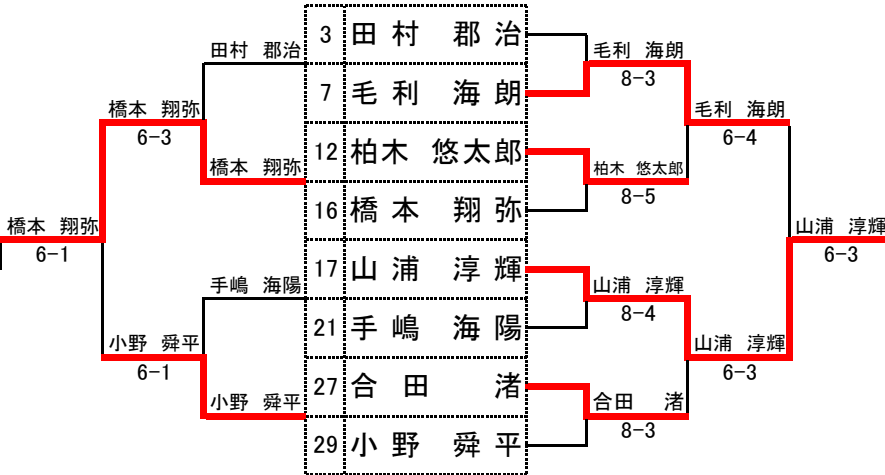 3 田村 郡治
7 毛利 海朗
12 柏木 悠太郎
16 橋本 翔弥
17 山浦 淳輝
21 手嶋 海陽
27 合田 渚
29 小野 舜平
田村 郡治
橋本 翔弥
6-3
橋本 翔弥
橋本 翔弥
6-1
手嶋 海陽
小野 舜平
6-1
小野 舜平
毛利 海朗
8-3
毛利 海朗
6-4
柏木 悠太郎
8-5
山浦 淳輝
6-3
山浦 淳輝
8-4
山浦 淳輝
6-3
合田 渚
8-3